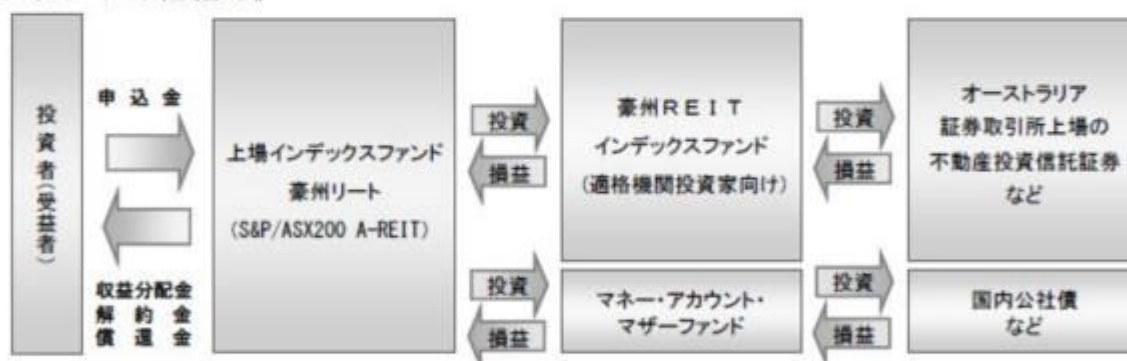 投資者(受益者)
申込金
収益分配金
解約金
償還金
上場インデックスファンド
豪州リート
(S&P/ASX200 A-REIT)
投資
損益
投資
損益
豪州REIT
インデックスファンド
(適格機関投資家向け)
マネー・アカウント・
マザーファンド
投資
損益
投資
損益
オーストラリア
証券取引所上場の
不動産投資信託証券
など
国内公社債
など